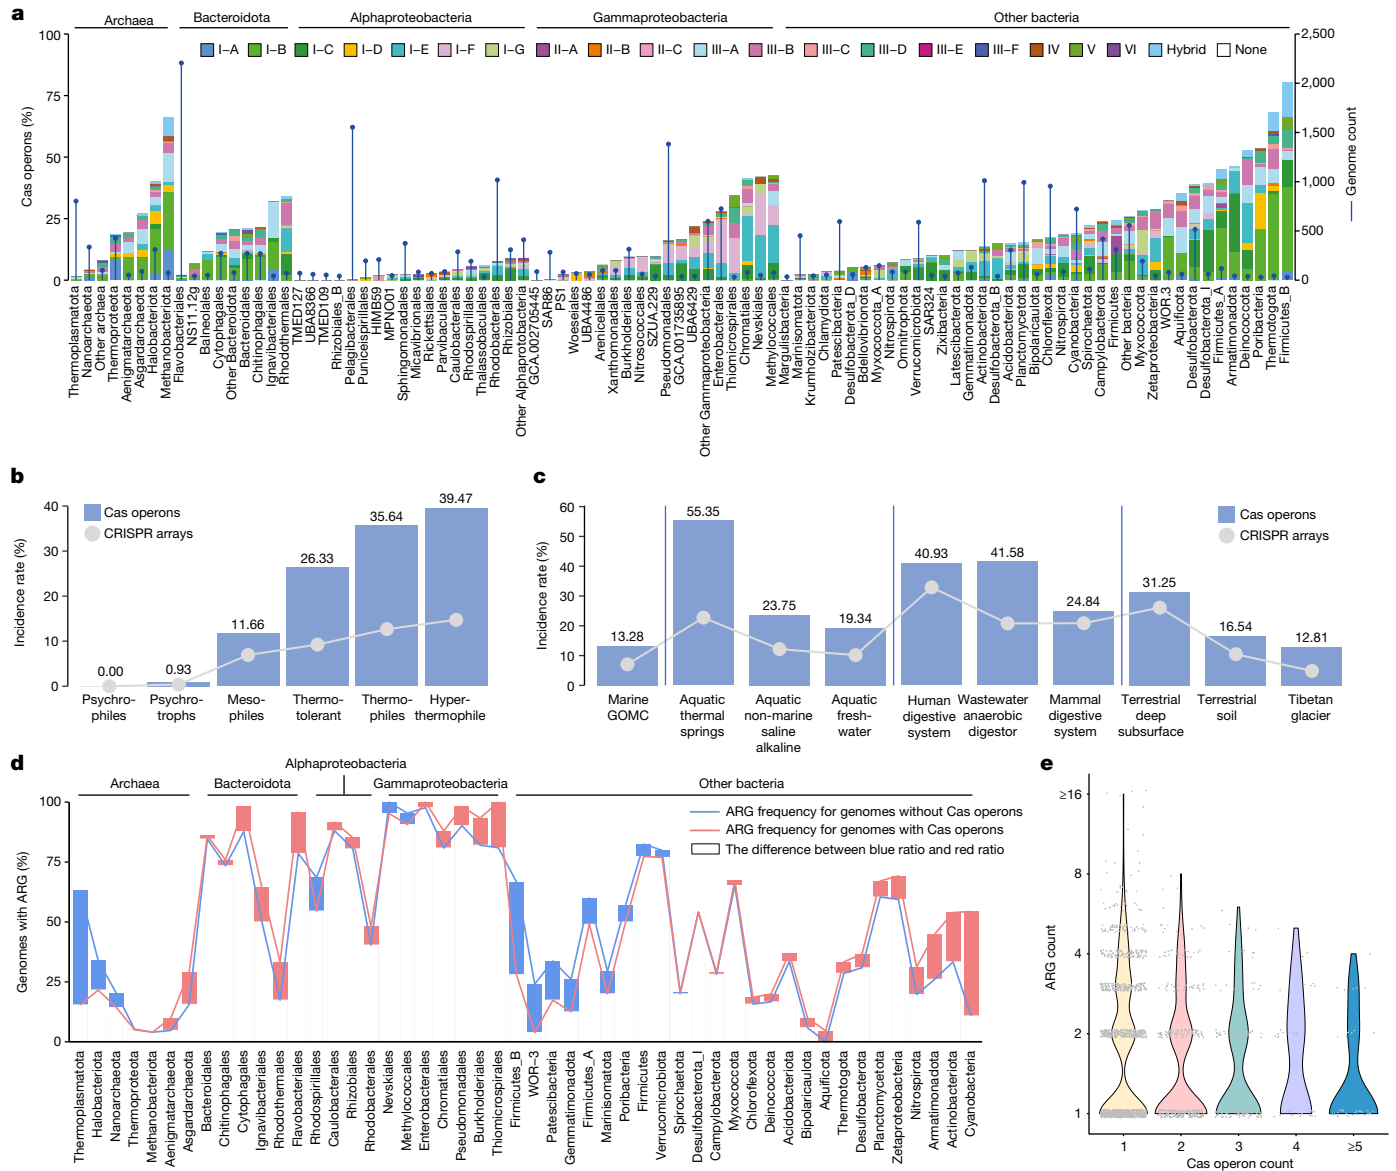 a
Archaea
Bacteroidota
Alphaproteobacteria
Gammaproteobacteria
Other bacteria
I–A I–B I–C I–D I–E I–F I–G II–A II–B II–C III–A III–B III–C III–D III–E III–F IV V VI Hybrid None
Cas operons (%)
100
75
50
25
0
Genome count
2,500
2,000
1,500
1,000
500
0
Thermoplasmatota
Nanoarchaeota
Other archaea
Thermoproteota
Aenigmatarchaeota
Asgardarchaeota
Halobacteriota
Methanobacteriota
Flavobacteriales
NS11.12g
Balneolales
Cytophagales
Other Bacteroidota
Bacteroidales
Chitinophagales
Ignavibacteriales
Rhodothermales
TMED127
UBA8366
TMED109
Rhizobiales_B
Pelagibacterales
Puniceispirillales
HIMB59
MPNO01
Sphingomonadales
Micavibrionales
Rickettsiales
Parvibaculales
Caulobacterales
Rhodospirillales
Thalassobaculales
Rhodobacterales
Rhizobiales
Other Alphaproteobacteria
GCA.002705445
SAR86
PS1
Woeseiales
UBA4486
Arenicellales
Xanthomonadales
Burkholderiales
Nitrosococcales
SZUA.229
Pseudomonadales
GCA.001735895
UBA6429
Other Gammaproteobacteria
Enterobacterales
Thiomicrospirales
Chromatiales
Nevskiales
Methylococcales
Margulisbacteria
Marinisomatota
Krumholzibacteriota
Chlamydiota
Patescibacteria
Desulfobacterota_D
Bdellovibrionota
Myxococcota_A
Nitrospinota
Omnitrophota
Verrucomicrobiota
SAR324
Zixibacteria
Latescibacterota
Gemmatimonadota
Actinobacteriota
Desulfobacterota_B
Acidobacteriota
Planctomycetota
Bipolaricaulota
Chloroflexota
Nitrospirota
Cyanobacteriota
Spirochaetota
Campylobacterota
Firmicutes
Other bacteria
Myxococcota
Zetaproteobacteria
WOR.3
Aquificota
Desulfobacterota
Desulfobacterota_I
Firmicutes_A
Armatimonadota
Deinococcota
Poribacteria
Thermotogota
Firmicutes_B
b
Incidence rate (%)
40
30
20
10
0
Cas operons
CRISPR arrays
0.00
0.93
11.66
26.33
35.64
39.47
Psychro-
philes
Psychro-
trophs
Meso-
philes
Thermo-
tolerant
Thermo-
philes
Hyper-
thermophile
c
Incidence rate (%)
60
50
40
30
20
10
0
Cas operons
CRISPR arrays
13.28
55.35
23.75
19.34
40.93
41.58
24.84
31.25
16.54
12.81
Marine
GOMC
Aquatic
thermal
springs
Aquatic
non-marine
saline
alkaline
Aquatic
fresh-
water
Human
digestive
system
Wastewater
anaerobic
digestor
Mammal
digestive
system
Terrestrial
deep
subsurface
Terrestrial
soil
Tibetan
glacier
d
Archaea
Bacteroidota
Alphaproteobacteria
Gammaproteobacteria
Other bacteria
ARG frequency for genomes without Cas operons
ARG frequency for genomes with Cas operons
The difference between blue ratio and red ratio
Genomes with ARG (%)
100
75
50
25
0
Thermoplasmatota
Halobacteriota
Nanoarchaeota
Thermoproteota
Methanobacteriota
Aenigmatarchaeota
Asgardarchaeota
Bacteroidales
Chitinophagales
Cytophagales
Ignavibacteriales
Rhodothermales
Flavobacteriales
Rhodospirillales
Caulobacterales
Rhizobiales
Rhodobacterales
Nevskiales
Methylococcales
Enterobacterales
Chromatiales
Pseudomonadales
Burkholderiales
Thiomicrospirales
Firmicutes_B
WOR-3
Patescibacteria
Gemmatimonadota
Firmicutes_A
Marinisomatota
Poribacteria
Firmicutes
Verrucomicrobiota
Spirochaetota
Desulfobacterota_I
Campylobacterota
Myxococcota
Chloroflexota
Deinococcota
Acidobacteriota
Bipolaricaulota
Aquificota
Thermotogota
Desulfobacterota
Planctomycetota
Zetaproteobacteria
Nitrospirota
Armatimonadota
Actinobacteriota
Cyanobacteriota
e
ARG count
≥16
8
4
2
1
1
2
3
4
≥5
Cas operon count